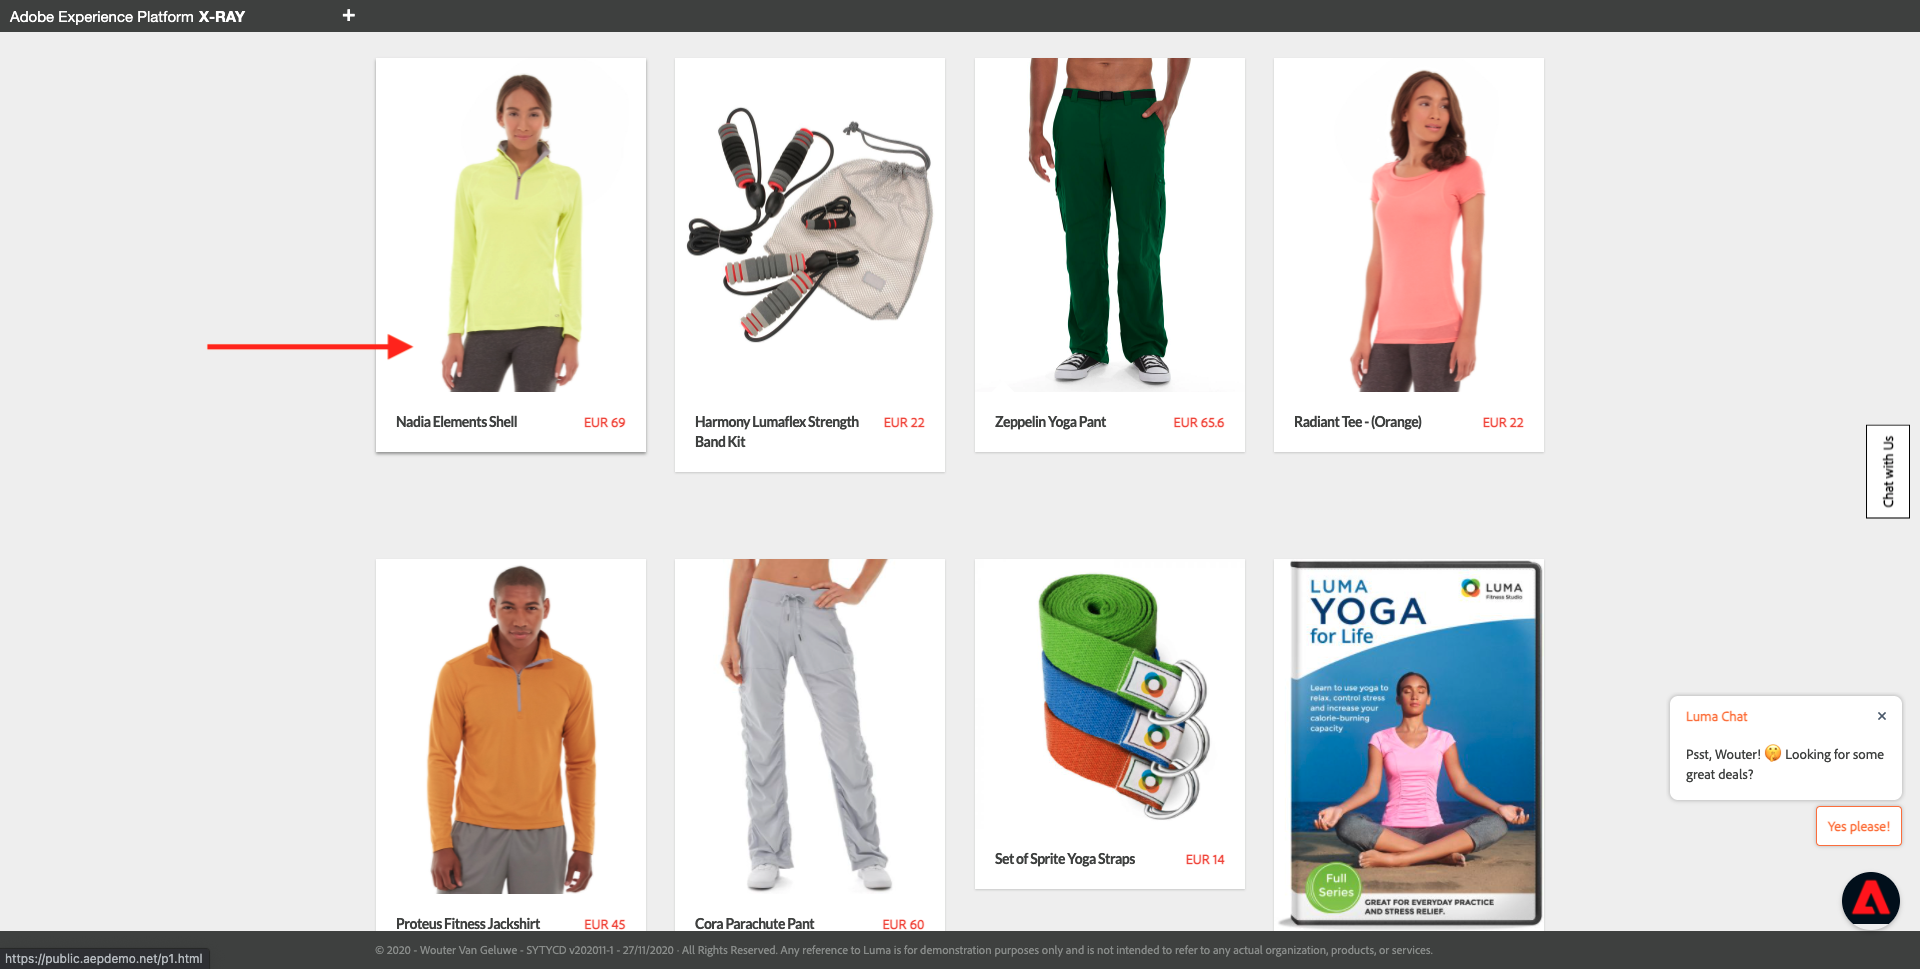 Adobe Experience Platform X-RAY +
Nadia Elements Shell EUR 69
Harmony Lumaflex Strength
Band Kit
EUR 22
Zeppelin Yoga Pant EUR 65.6
Radiant Tee - (Orange) EUR 22
Chat with Us
Proteus Fitness Jackshirt EUR 45
Cora Parachute Pant EUR 60
Set of Sprite Yoga Straps EUR 14
LUMA
YOGA
for Life
LUMA
Fitness Studio
Learn to use yoga to
relax, control stress
and increase your
calorie-burning
capacity
Full
Series
GREAT FOR EVERYDAY PRACTICE
AND STRESS RELIEF.
Luma Chat ×
Psst, Wouter! 🤫 Looking for some
great deals?
Yes please!
© 2020 - Wouter Van Geluwe - SYTYCD v202011-1 - 27/11/2020 · All Rights Reserved. Any reference to Luma is for demonstration purposes only and is not intended to refer to any actual organization, products, or services.
https://public.aepdemo.net/p1.html